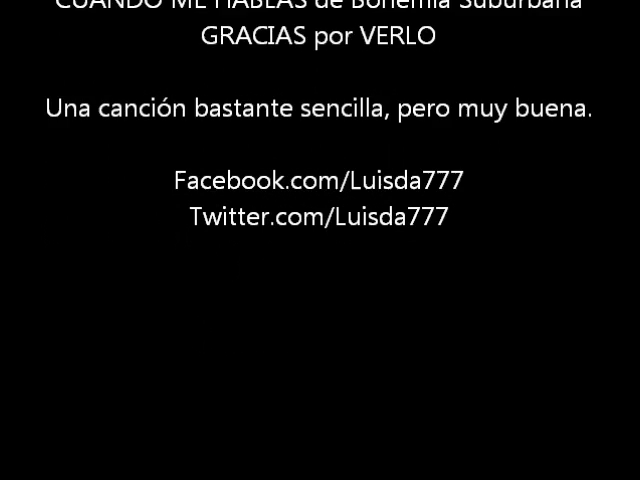 CUANDO ME HABLAS de Bohemia Suburbana
GRACIAS por VERLO
Una canción bastante sencilla, pero muy buena.
Facebook.com/Luisda777
Twitter.com/Luisda777